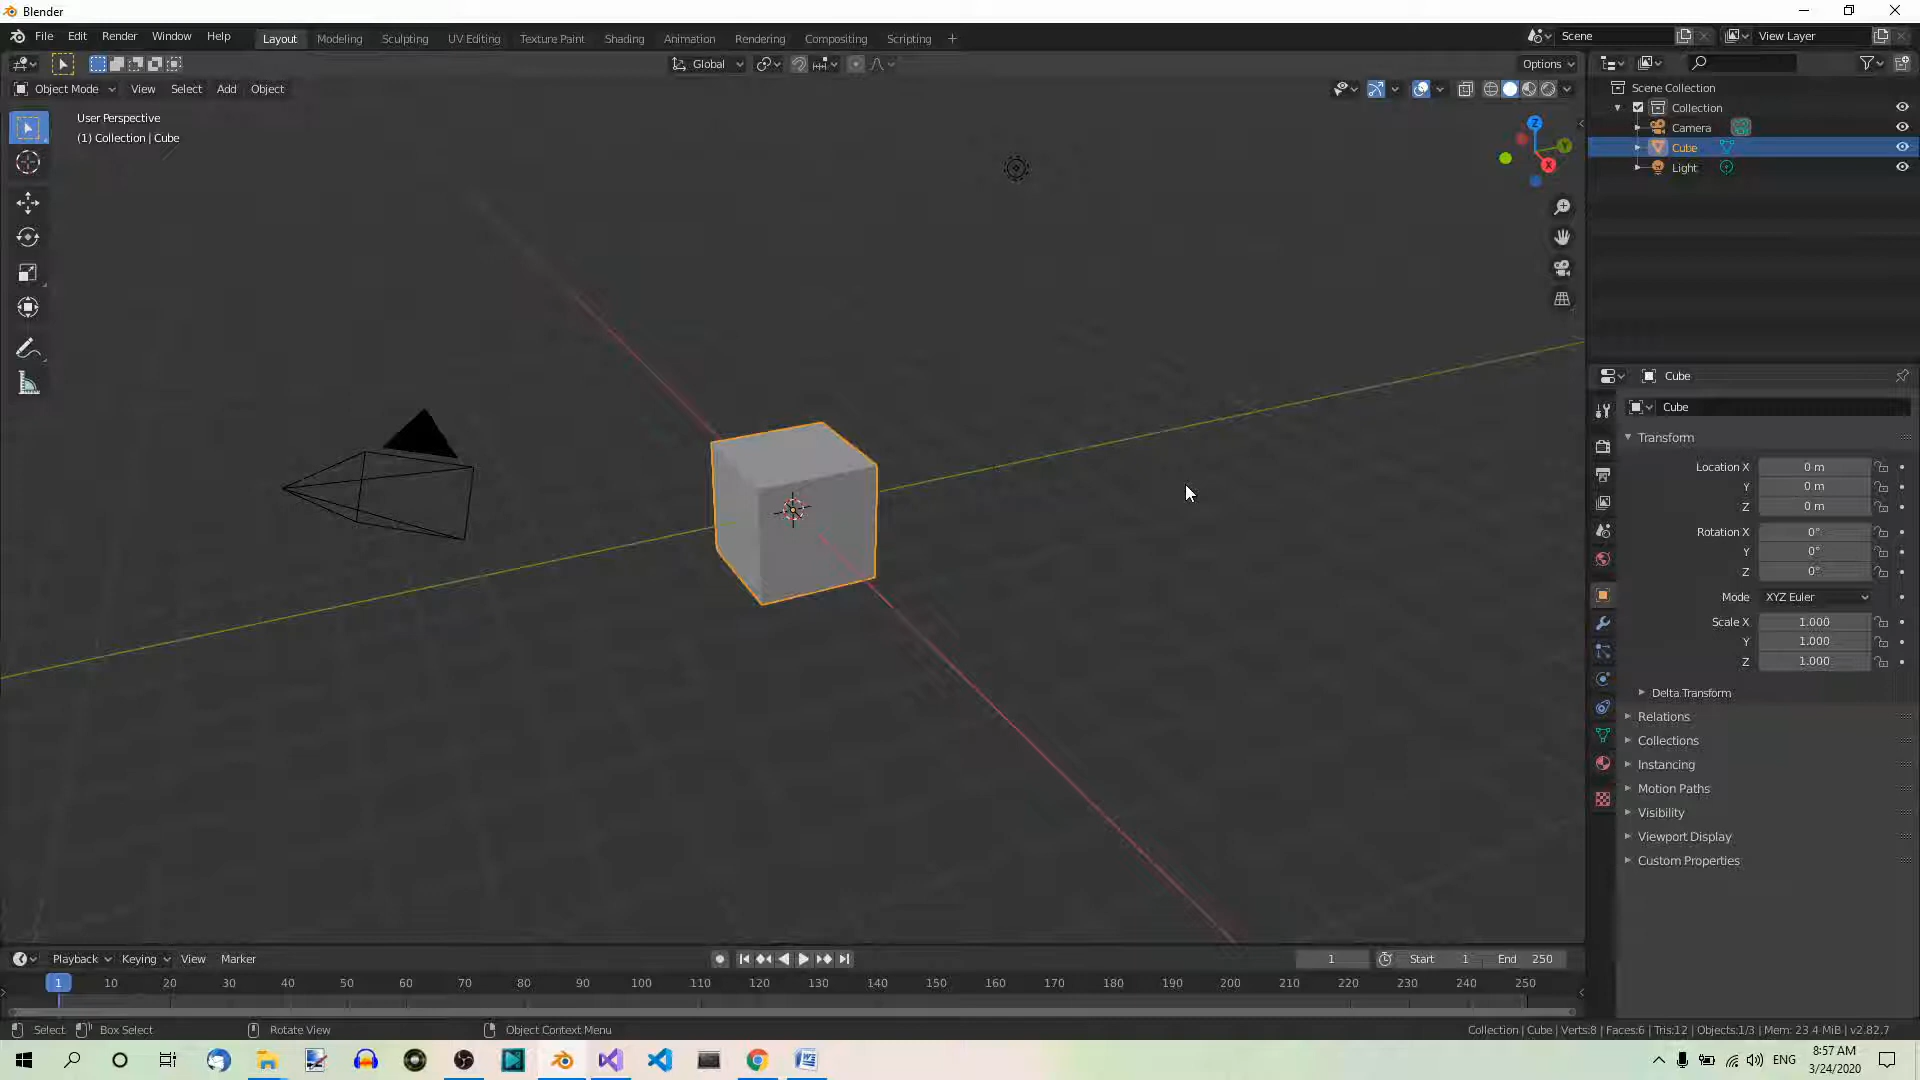 Blender
File Edit Render Window Help Layout Modeling Sculpting UV Editing Texture Paint Shading Animation Rendering Compositing Scripting + Scene View Layer
Global Options
Object Mode View Select Add Object
User Perspective
(1) Collection | Cube
Z
Y
X
Scene Collection
Collection
Camera
Cube
Light
Cube
Cube
Transform
Location X 0 m
Y 0 m
Z 0 m
Rotation X 0°
Y 0°
Z 0°
Mode XYZ Euler
Scale X 1.000
Y 1.000
Z 1.000
Delta Transform
Relations
Collections
Instancing
Motion Paths
Visibility
Viewport Display
Custom Properties
Playback Keying View Marker 1 Start 1 End 250
1 10 20 30 40 50 60 70 80 90 100 110 120 130 140 150 160 170 180 190 200 210 220 230 240 250
Select Box Select Rotate View Object Context Menu Collection | Cube | Verts:8 | Faces:6 | Tris:12 | Objects:1/3 | Mem: 23.4 MiB | v2.82.7
ENG 8:57 AM
3/24/2020